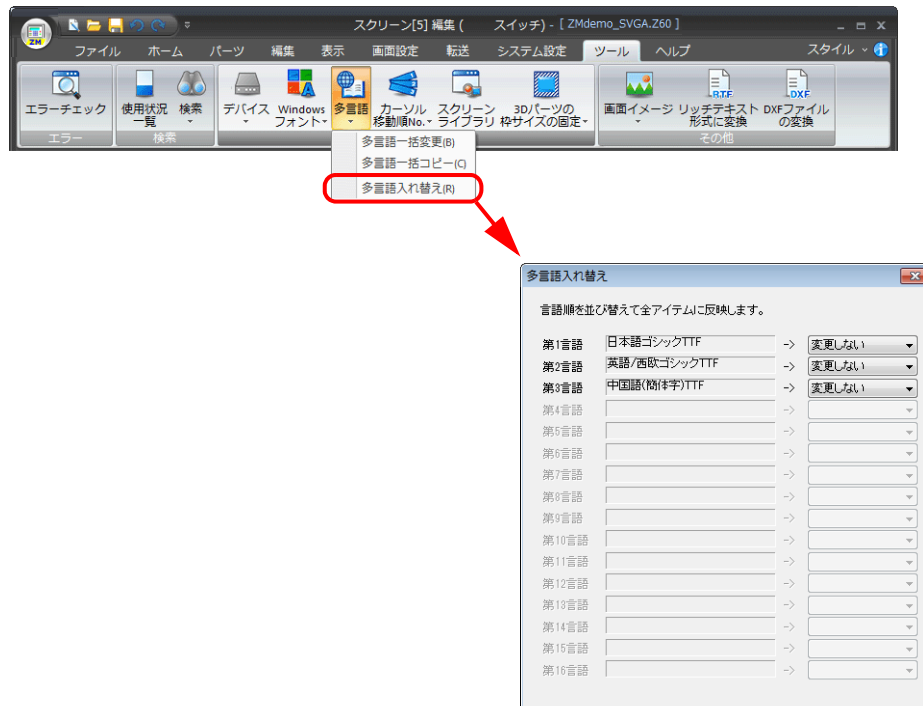 スクリーン[5] 編集 ( スイッチ) - [ ZMdemo_SVGA.Z60 ]
ZM
ファイル ホーム パーツ 編集 表示 画面設定 転送 システム設定 ツール ヘルプ スタイル
エラーチェック 使用状況 検索 デバイス Windows 多言語 カーソル スクリーン 3Dパーツの 画面イメージ リッチテキスト DXFファイル
一覧 フォント 移動順No. ライブラリ 枠サイズの固定 形式に変換 の変換
エラー 検索 その他
多言語一括変更(B)
多言語一括コピー(C)
多言語入れ替え(R)
多言語入れ替え
言語順を並び替えて全アイテムに反映します。
第1言語 日本語ゴシックTTF -> 変更しない
第2言語 英語/西欧ゴシックTTF -> 変更しない
第3言語 中国語(簡体字)TTF -> 変更しない
第4言語 ->
第5言語 ->
第6言語 ->
第7言語 ->
第8言語 ->
第9言語 ->
第10言語 ->
第11言語 ->
第12言語 ->
第13言語 ->
第14言語 ->
第15言語 ->
第16言語 ->